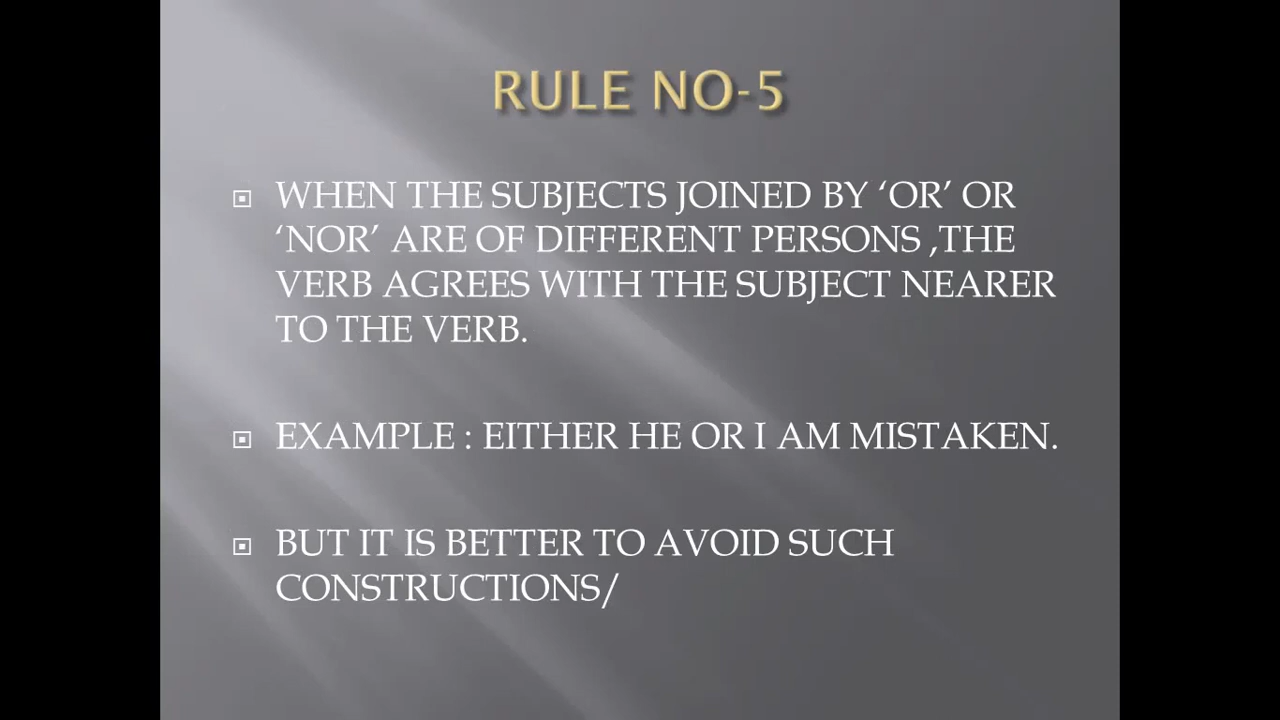 RULE NO-5
WHEN THE SUBJECTS JOINED BY ‘OR’ OR
‘NOR’ ARE OF DIFFERENT PERSONS ,THE
VERB AGREES WITH THE SUBJECT NEARER
TO THE VERB.
EXAMPLE : EITHER HE OR I AM MISTAKEN.
BUT IT IS BETTER TO AVOID SUCH
CONSTRUCTIONS/